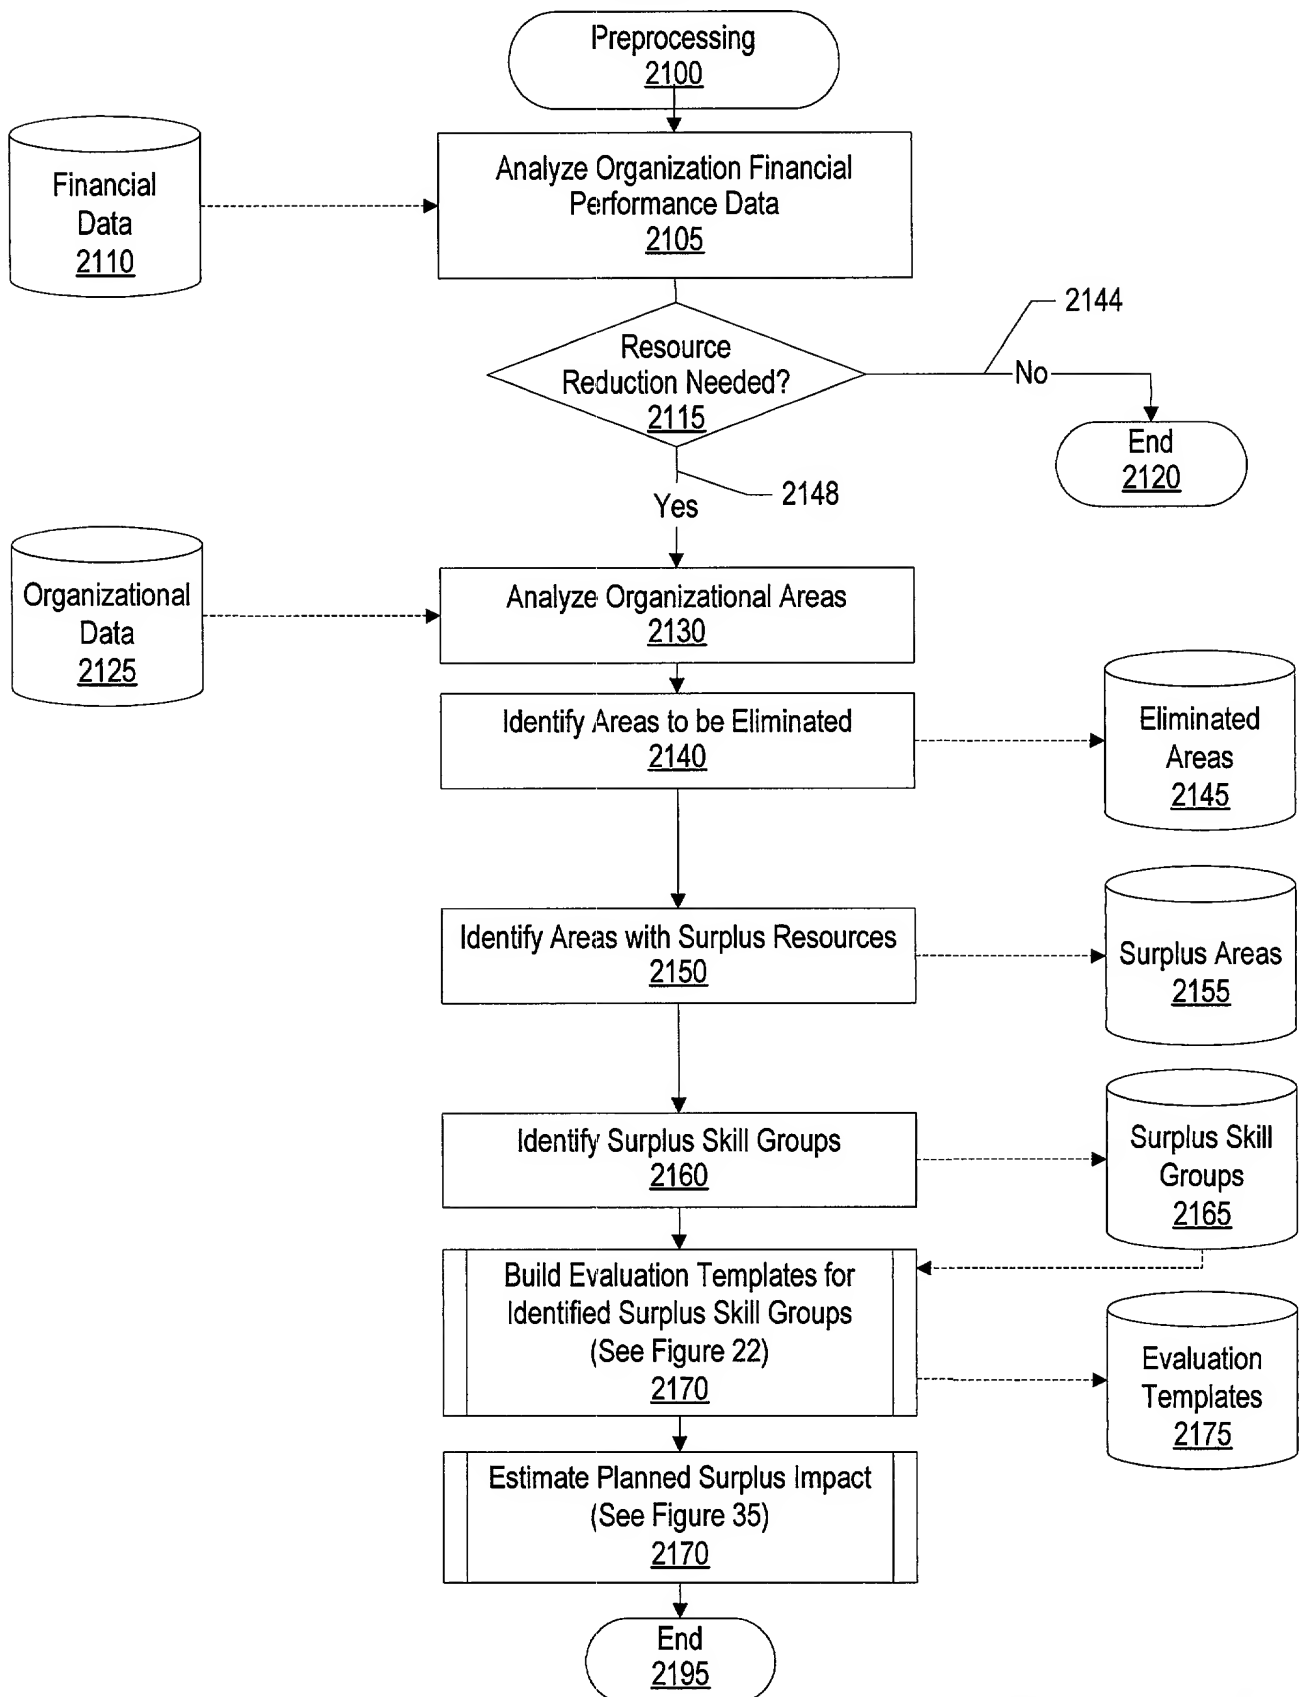 Preprocessing
2100
Financial
Data
2110
Analyze Organization Financial
Performance Data
2105
2144
Resource
Reduction Needed?
2115
No
End
2120
2148
Yes
Organizational
Data
2125
Analyze Organizational Areas
2130
Identify Areas to be Eliminated
2140
Eliminated
Areas
2145
Identify Areas with Surplus Resources
2150
Surplus Areas
2155
Identify Surplus Skill Groups
2160
Surplus Skill
Groups
2165
Build Evaluation Templates for
Identified Surplus Skill Groups
(See Figure 22)
2170
Evaluation
Templates
2175
Estimate Planned Surplus Impact
(See Figure 35)
2170
End
2195